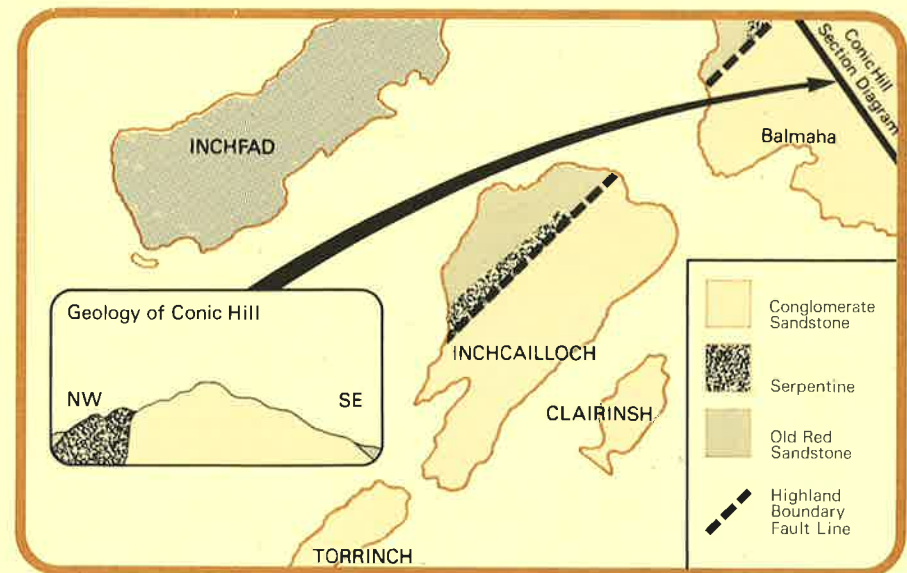 INCHFAD
Conic Hill
Section Diagram
Balmaha
Geology of Conic Hill
NW
SE
INCHCAILLOCH
CLAIRINSH
TORRINCH
Conglomerate
Sandstone
Serpentine
Old Red
Sandstone
Highland
Boundary
Fault Line